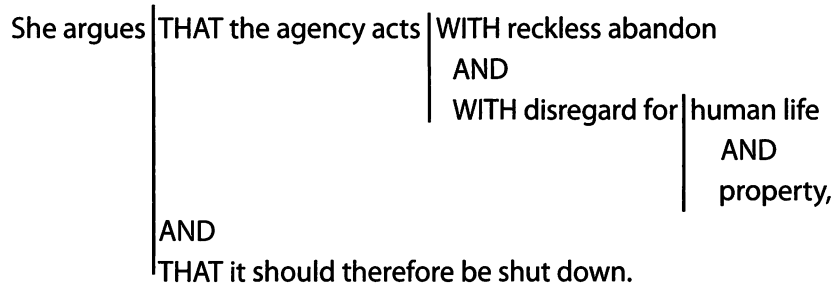 She argues THAT the agency acts WITH reckless abandon
AND
WITH disregard for human life
AND
property,
AND
THAT it should therefore be shut down.